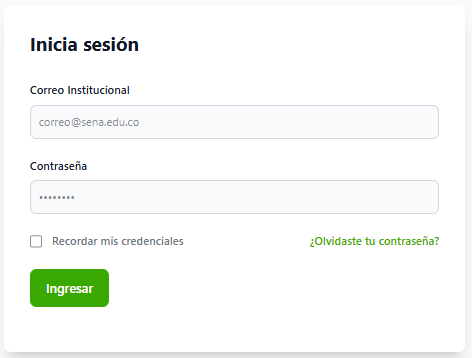 Inicia sesión
Correo Institucional
correo@sena.edu.co
Contraseña
••••••••
Recordar mis credenciales ¿Olvidaste tu contraseña?
Ingresar